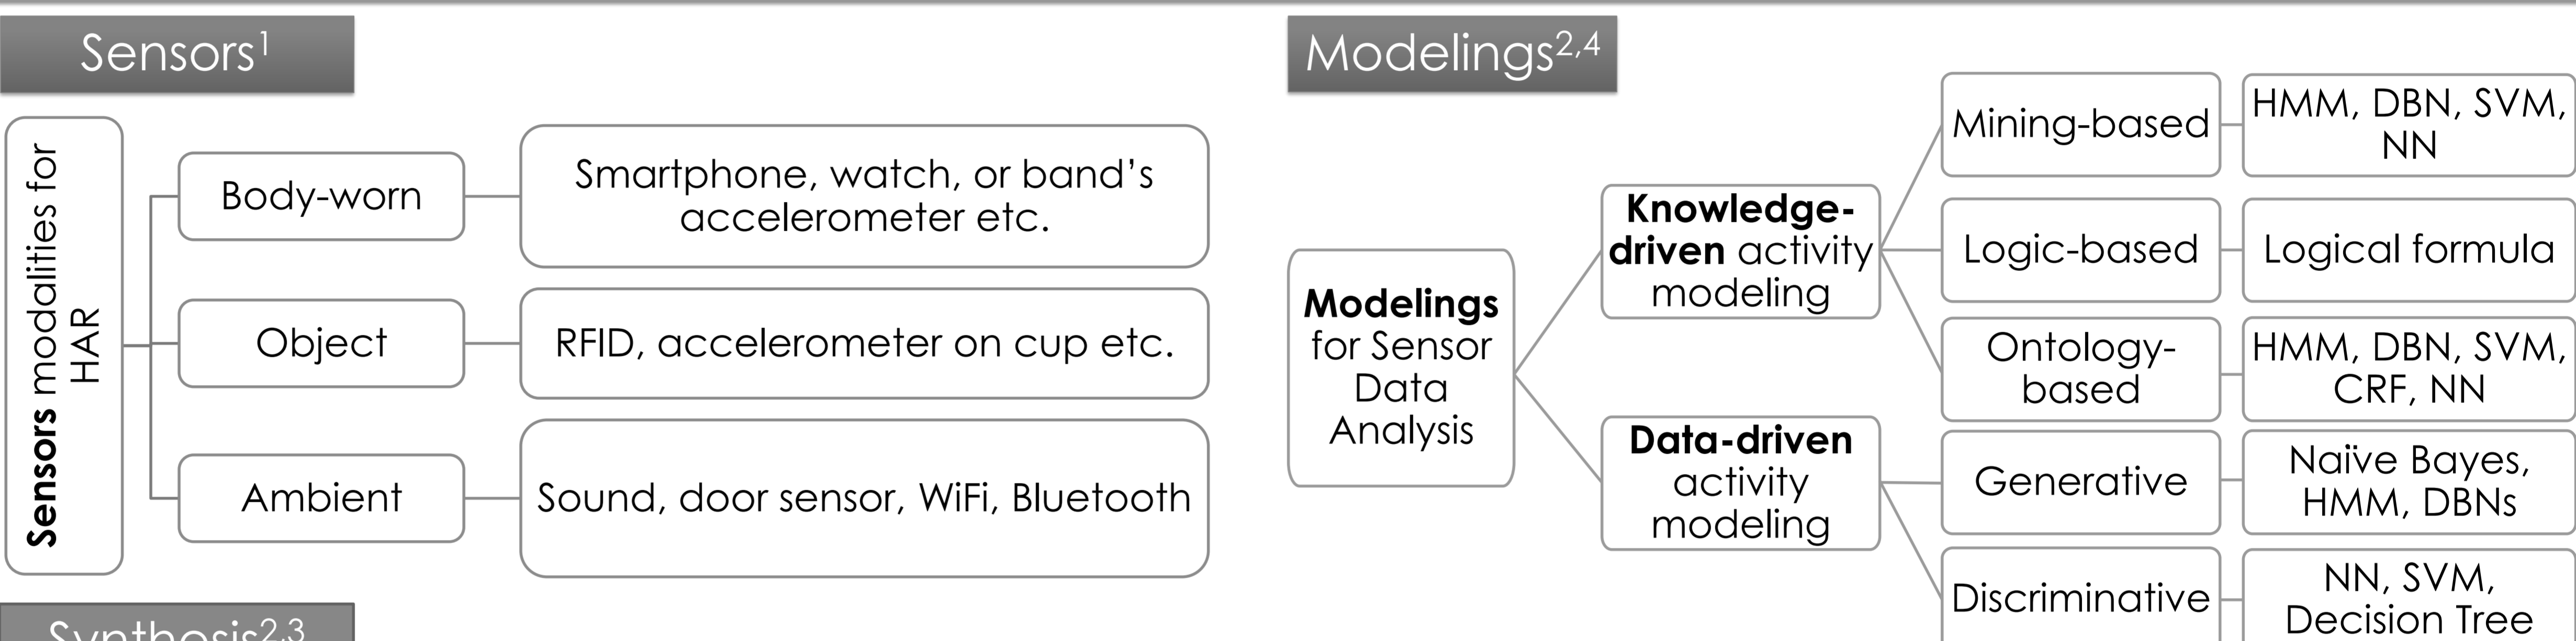 Sensors¹
Sensors modalities for
HAR
Body-worn
Smartphone, watch, or band's
accelerometer etc.
Object
RFID, accelerometer on cup etc.
Ambient
Sound, door sensor, WiFi, Bluetooth
Synthesis²,³
Modelings²,⁴
Modelings
for Sensor
Data
Analysis
Knowledge-
driven activity
modeling
Mining-based
HMM, DBN, SVM,
NN
Logic-based
Logical formula
Ontology-
based
HMM, DBN, SVM,
CRF, NN
Data-driven
activity
modeling
Generative
Naïve Bayes,
HMM, DBNs
Discriminative
NN, SVM,
Decision Tree